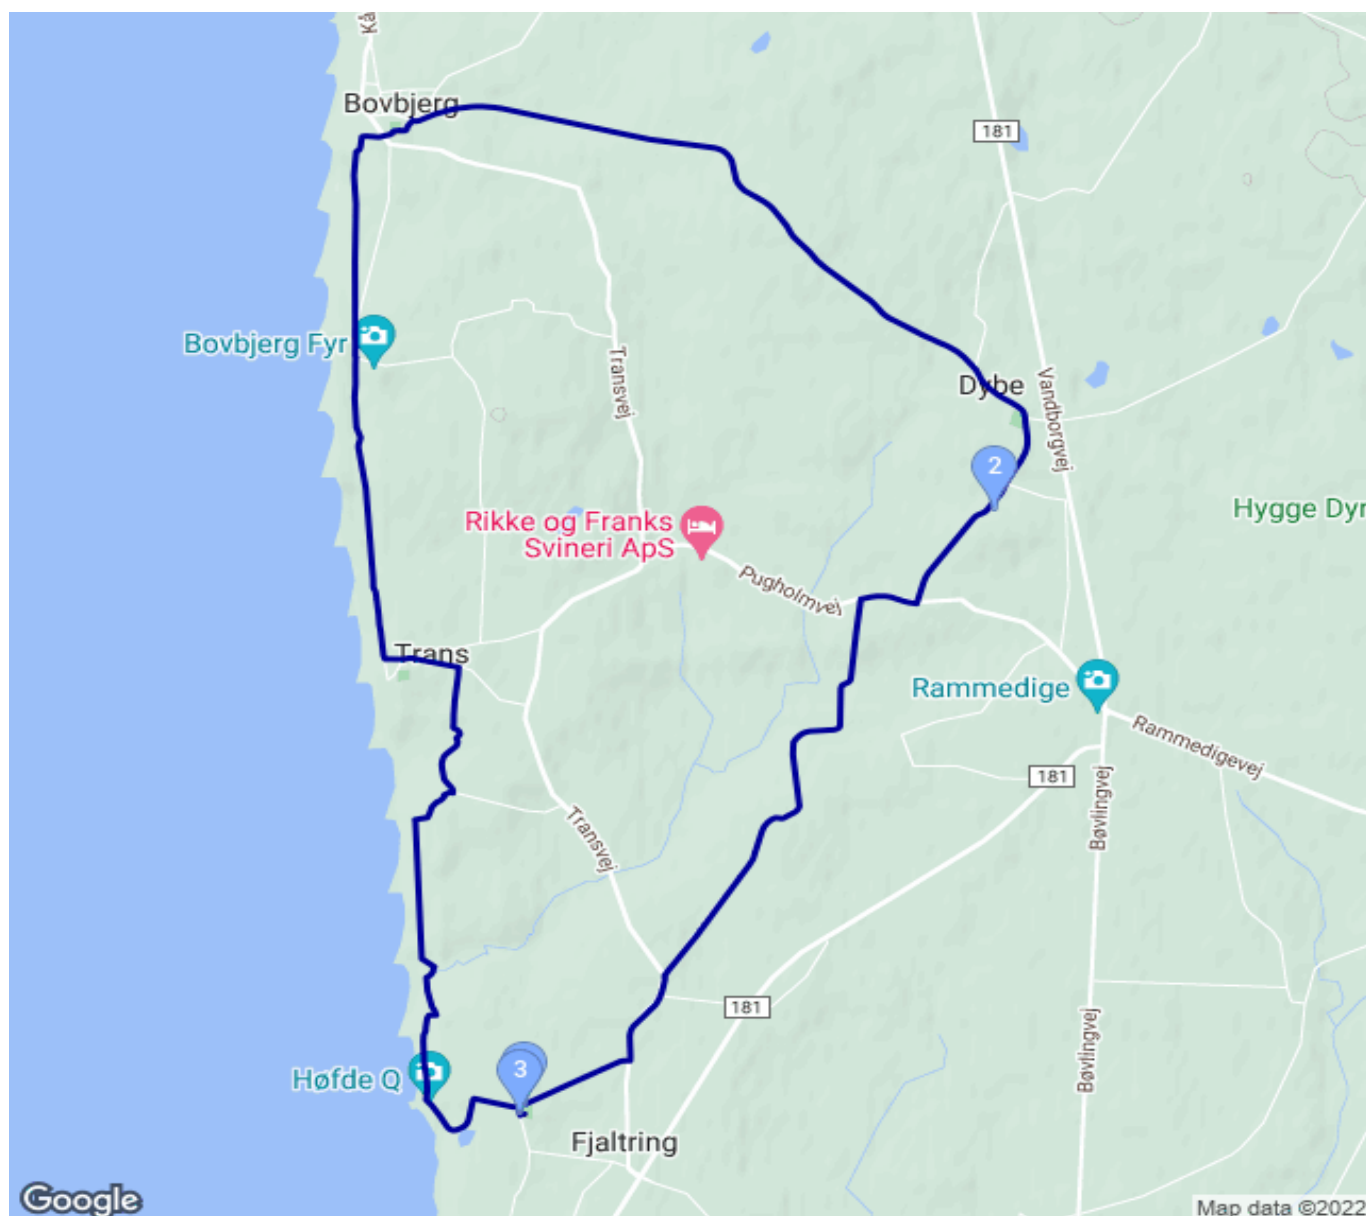 Kå
Bovbjerg
181
Bovbjerg Fyr
Transvej
Dybe
Vandborgvej
2
Rikke og Franks
Svineri ApS
Hygge Dyr
Pugholmvej
Trans
Rammedige
Rammedigevej
181
Bøvlingvej
Transvej
181
Bøvlingvej
Høfde Q
3
Fjaltring
Google
Map data ©2022